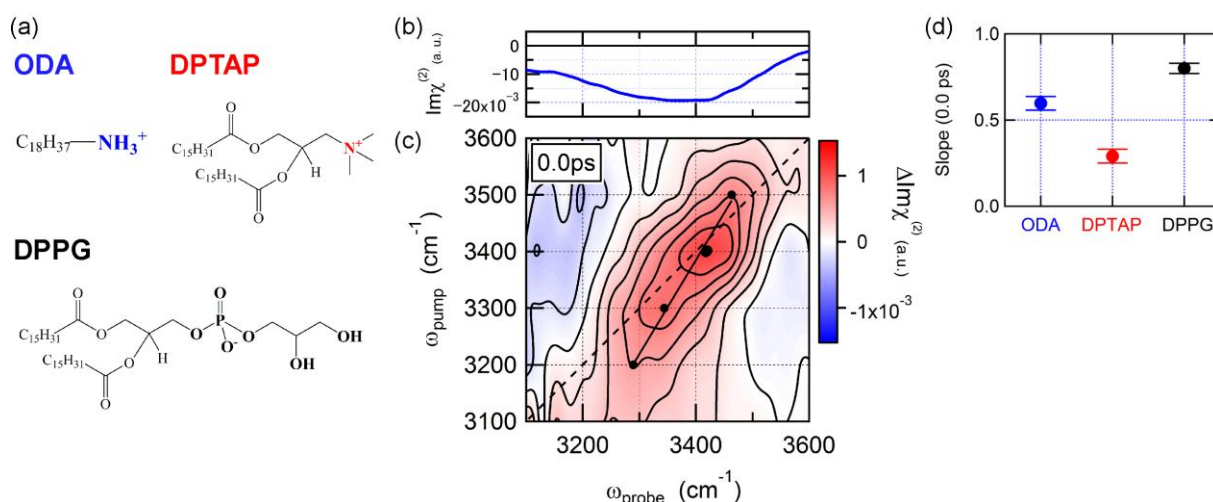 (a)
ODA
DPTAP
C₁₈H₃₇—NH₃⁺
O
C₁₅H₃₁
O
N⁺
C₁₅H₃₁
O
H
O
DPPG
O
C₁₅H₃₁
O
O
P
O
O⁻
O
OH
OH
C₁₅H₃₁
O
H
O
(b)
Imχ⁽²⁾ (a. u.)
0
-10
-20x10⁻³
(c)
0.0ps
ω_pump (cm⁻¹)
3600
3500
3400
3300
3200
3100
3200
3400
3600
ω_probe (cm⁻¹)
1
0
-1x10⁻³
ΔImχ⁽²⁾ (a.u.)
(d)
Slope (0.0 ps)
1.0
0.5
0.0
ODA
DPTAP
DPPG